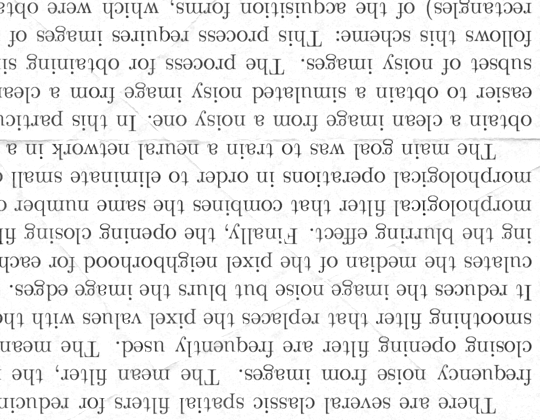 There are several classic spatial filters for reducin
frequency noise from images. The mean filter, the
closing opening filter are frequently used. The mean
smoothing filter that replaces the pixel values with the
It reduces the image noise but blurs the image edges.
culates the median of the pixel neighborhood for each
ing the blurring effect. Finally, the opening closing fil
morphological filter that combines the same number o
morphological operations in order to eliminate small
The main goal was to train a neural network in a
obtain a clean image from a noisy one. In this particu
easier to obtain a simulated noisy image from a clean
subset of noisy images. The process for obtaining si
follows this scheme: This process requires images of
rectangles) of the acquisition forms, which were obta